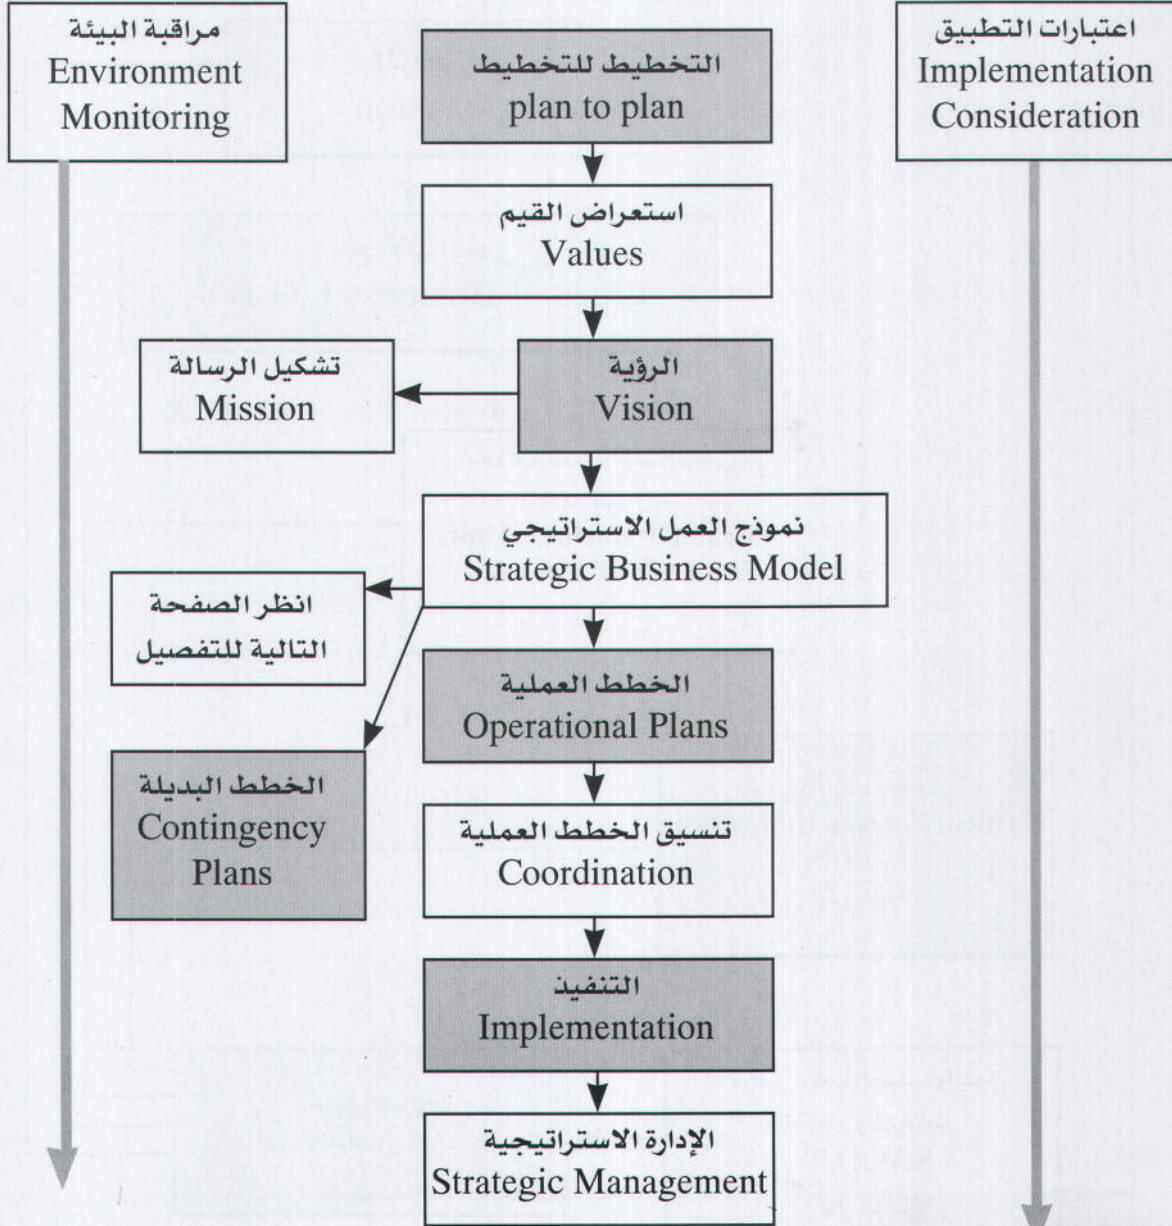 مراقبة البيئة
Environment
Monitoring
التخطيط للتخطيط
plan to plan
اعتبارات التطبيق
Implementation
Consideration
استعراض القيم
Values
تشكيل الرسالة
Mission
الرؤية
Vision
نموذج العمل الاستراتيجي
Strategic Business Model
انظر الصفحة
التالية للتفصيل
الخطط العملية
Operational Plans
الخطط البديلة
Contingency
Plans
تنسيق الخطط العملية
Coordination
التنفيذ
Implementation
الإدارة الاستراتيجية
Strategic Management